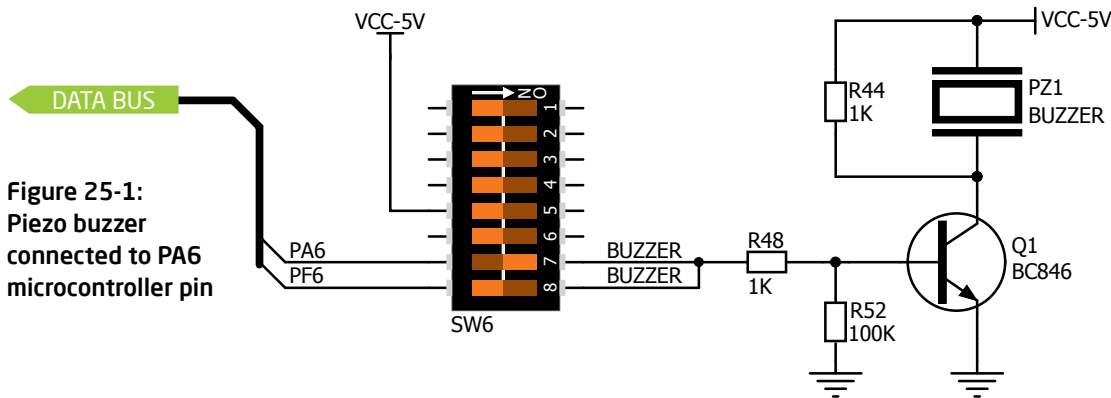 VCC-5V
VCC-5V
DATA BUS
ON
1
2
3
4
5
6
7
8
R44
1K
PZ1
BUZZER
Figure 25-1:
Piezo buzzer
connected to PA6
microcontroller pin
PA6
PF6
BUZZER
BUZZER
R48
1K
Q1
BC846
R52
100K
SW6